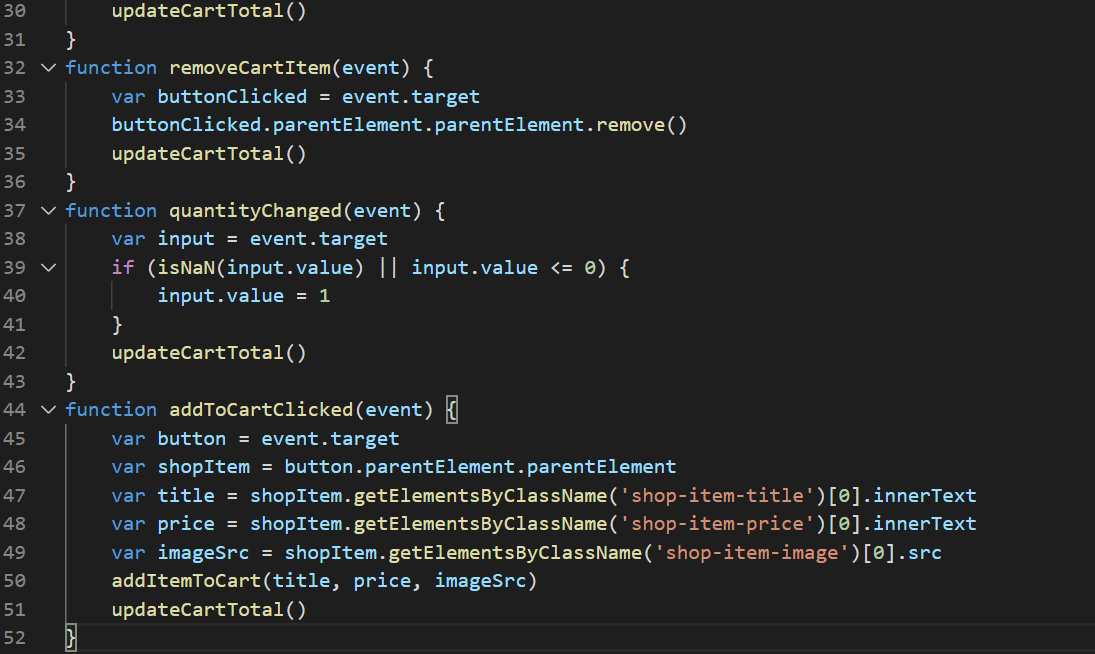 30 updateCartTotal()
31 }
32 function removeCartItem(event) {
33 var buttonClicked = event.target
34 buttonClicked.parentElement.parentElement.remove()
35 updateCartTotal()
36 }
37 function quantityChanged(event) {
38 var input = event.target
39 if (isNaN(input.value) || input.value <= 0) {
40 input.value = 1
41 }
42 updateCartTotal()
43 }
44 function addToCartClicked(event) {
45 var button = event.target
46 var shopItem = button.parentElement.parentElement
47 var title = shopItem.getElementsByClassName('shop-item-title')[0].innerText
48 var price = shopItem.getElementsByClassName('shop-item-price')[0].innerText
49 var imageSrc = shopItem.getElementsByClassName('shop-item-image')[0].src
50 addItemToCart(title, price, imageSrc)
51 updateCartTotal()
52 }